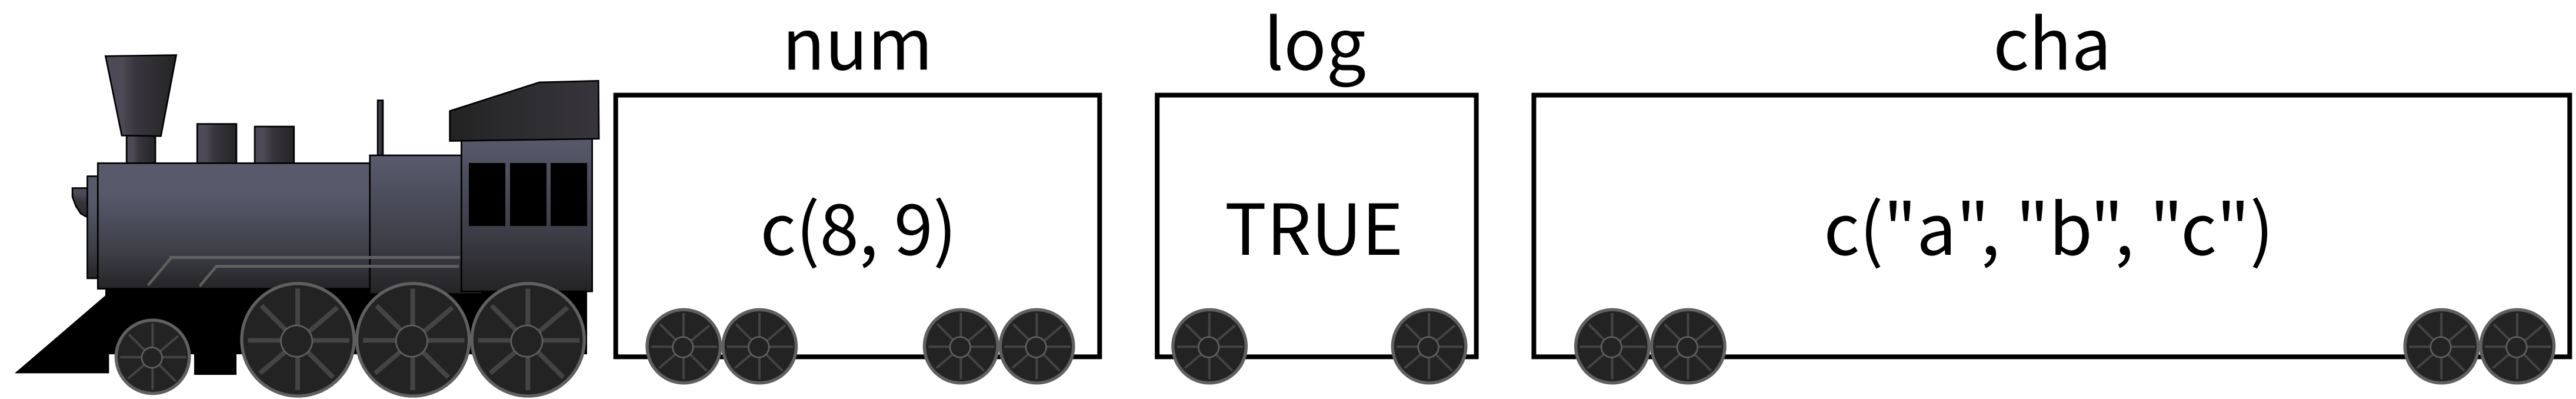 num log cha
c(8, 9) TRUE c("a", "b", "c")